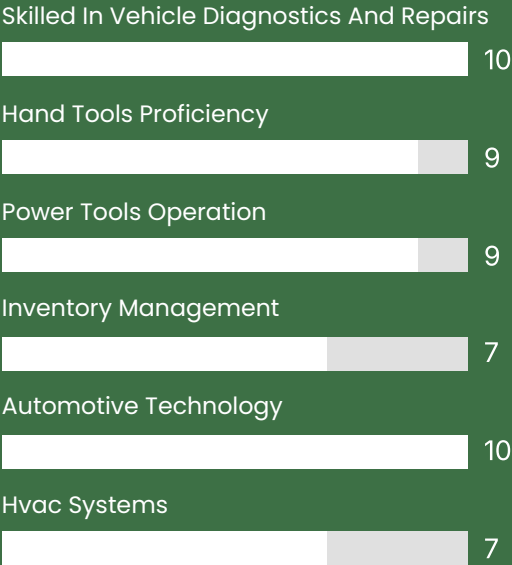 Skilled In Vehicle Diagnostics And Repairs
10
Hand Tools Proficiency
9
Power Tools Operation
9
Inventory Management
7
Automotive Technology
10
Hvac Systems
7